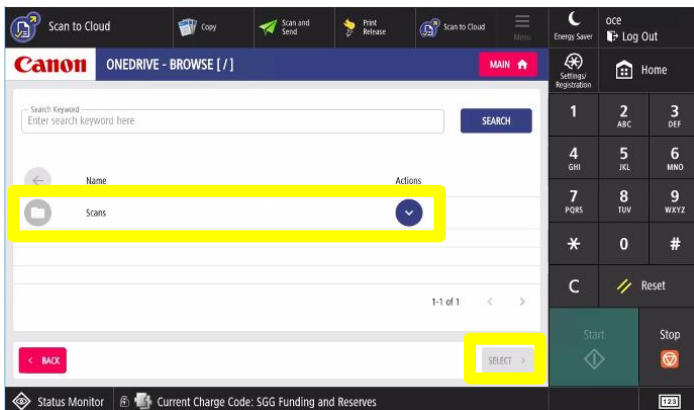 Scan to Cloud
Copy
Scan and Send
Print Release
Scan to Cloud
Menu
Energy Saver
oce
Log Out
Canon
ONEDRIVE - BROWSE [ / ]
MAIN
Settings/
Registration
Home
Search Keyword
Enter search keyword here
SEARCH
1
2
ABC
3
DEF
4
GHI
5
JKL
6
MNO
Name
Actions
Scans
7
PQRS
8
TUV
9
WXYZ
0
#
1-1 of 1
<
>
C
Reset
< BACK
SELECT >
Start
Stop
Status Monitor
Current Charge Code: SGG Funding and Reserves
123